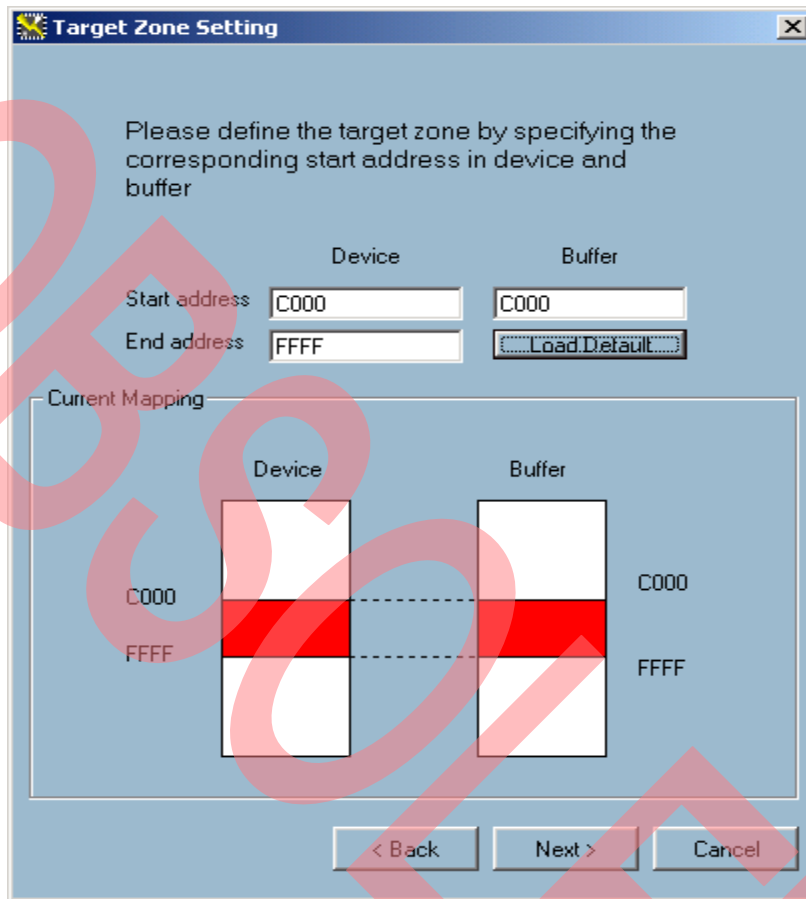 Target Zone Setting
Please define the target zone by specifying the
corresponding start address in device and
buffer
Device Buffer
Start address C000 C000
End address FFFF Load Default
Current Mapping
Device Buffer
C000 C000
FFFF FFFF
< Back Next > Cancel